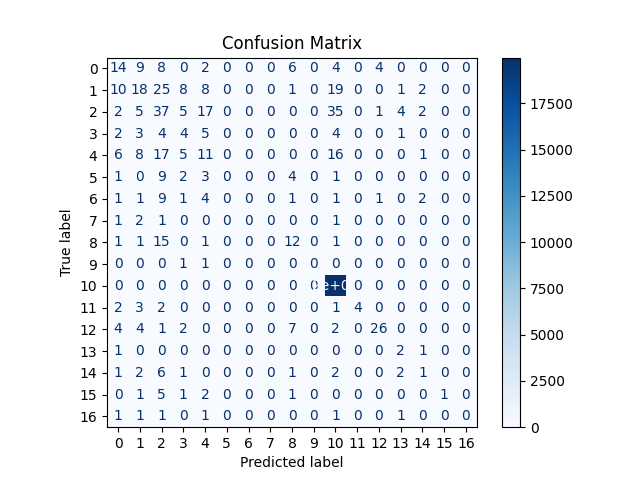 Confusion Matrix
0 14 9 8 0 2 0 0 0 6 0 4 0 4 0 0 0 0
1 10 18 25 8 8 0 0 0 1 0 19 0 0 1 2 0 0
2 2 5 37 5 17 0 0 0 0 0 35 0 1 4 2 0 0
3 2 3 4 4 5 0 0 0 0 0 4 0 0 1 0 0 0
4 6 8 17 5 11 0 0 0 0 0 16 0 0 0 1 0 0
5 1 0 9 2 3 0 0 0 4 0 1 0 0 0 0 0 0
6 1 1 9 1 4 0 0 0 1 0 1 0 1 0 2 0 0
7 1 2 1 0 0 0 0 0 0 0 1 0 0 0 0 0 0
8 1 1 15 0 1 0 0 0 12 0 1 0 0 0 0 0 0
9 0 0 0 1 1 0 0 0 0 0 0 0 0 0 0 0 0
10 0 0 0 0 0 0 0 0 0 0 e+0 0 0 0 0 0 0
11 2 3 2 0 0 0 0 0 0 0 1 4 0 0 0 0 0
12 4 4 1 2 0 0 0 0 7 0 2 0 26 0 0 0 0
13 1 0 0 0 0 0 0 0 0 0 0 0 0 2 1 0 0
14 1 2 6 1 0 0 0 0 1 0 2 0 0 2 1 0 0
15 0 1 5 1 2 0 0 0 1 0 0 0 0 0 0 1 0
16 1 1 1 0 1 0 0 0 0 0 1 0 0 1 0 0 0
0 1 2 3 4 5 6 7 8 9 10 11 12 13 14 15 16
Predicted label
True label
17500
15000
12500
10000
7500
5000
2500
0